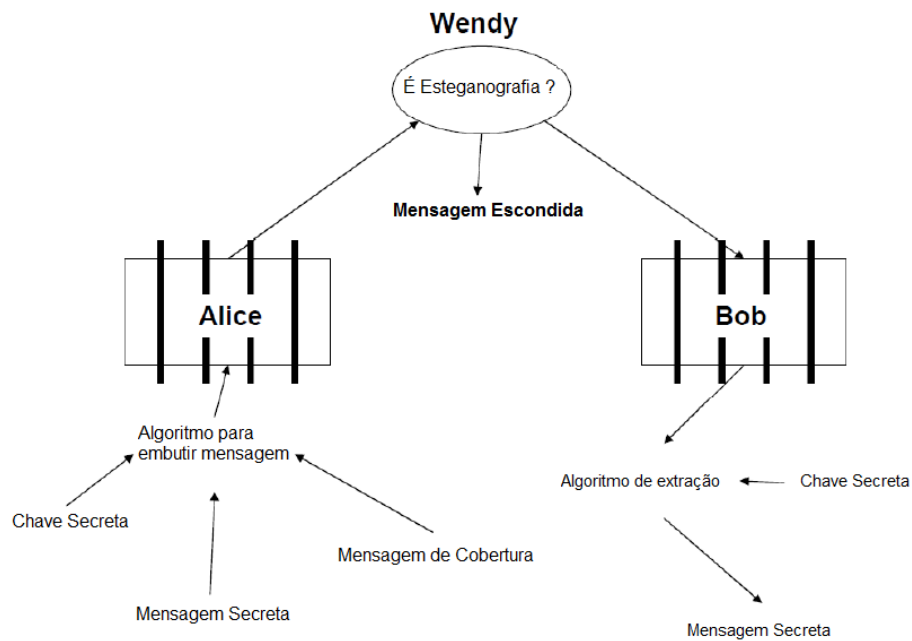 Wendy
É Esteganografia ?
Mensagem Escondida
Alice
Bob
Algoritmo para
embutir mensagem
Algoritmo de extração
Chave Secreta
Chave Secreta
Mensagem de Cobertura
Mensagem Secreta
Mensagem Secreta